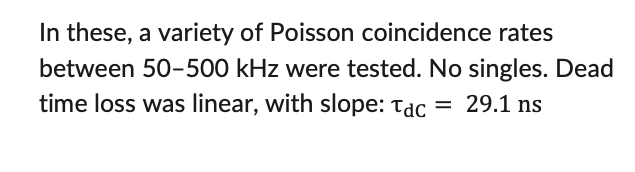 In these, a variety of Poisson coincidence rates
between 50–500 kHz were tested. No singles. Dead
time loss was linear, with slope: τdC = 29.1 ns